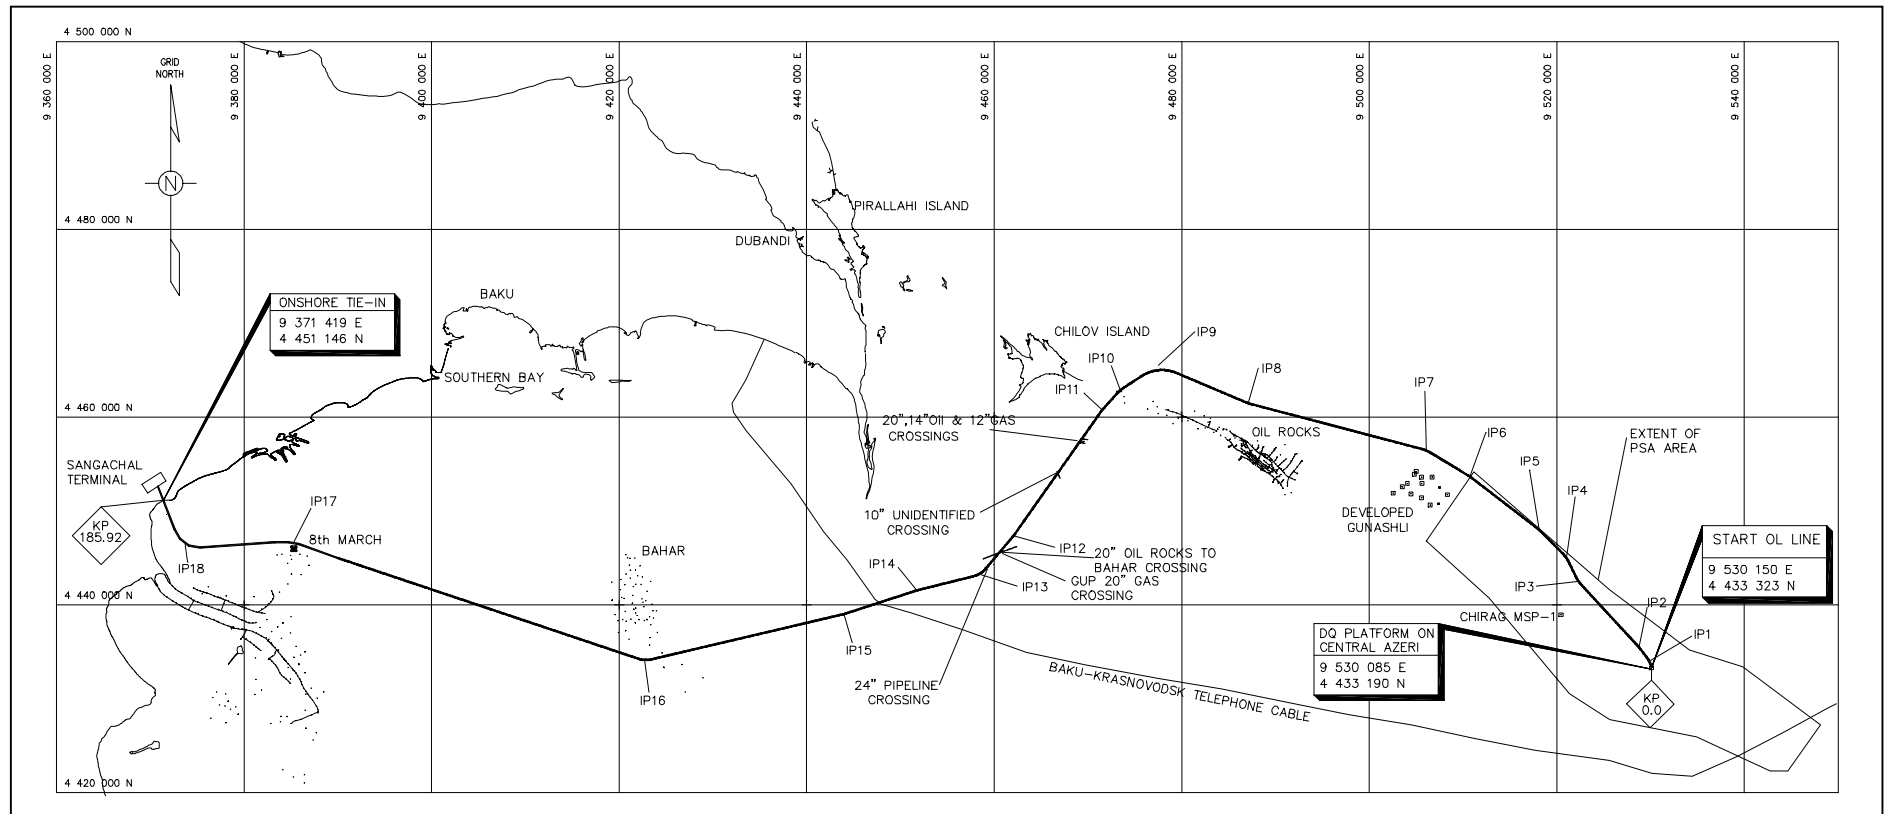 4 500 000 N
9 360 000 E
9 380 000 E
9 400 000 E
9 420 000 E
9 440 000 E
9 460 000 E
9 480 000 E
9 500 000 E
9 520 000 E
9 540 000 E
GRID
NORTH
N
PIRALLAHI ISLAND
4 480 000 N
DUBANDI
ONSHORE TIE-IN
9 371 419 E
4 451 146 N
BAKU
CHILOV ISLAND
IP9
IP10
IP8
SOUTHERN BAY
IP11
IP7
4 460 000 N
20",14"OIl & 12"GAS
CROSSINGS
OIL ROCKS
IP6
EXTENT OF
PSA AREA
SANGACHAL
TERMINAL
IP5
IP4
10" UNIDENTIFIED
CROSSING
DEVELOPED
GUNASHLI
KP
185.92
IP17
8th MARCH
START OL LINE
9 530 150 E
4 433 323 N
BAHAR
IP12
20" OIL ROCKS TO
BAHAR CROSSING
IP18
IP14
IP13
GUP 20" GAS
CROSSING
IP3
4 440 000 N
IP2
CHIRAG MSP-1
DQ PLATFORM ON
CENTRAL AZERI
9 530 085 E
4 433 190 N
IP1
IP15
BAKU-KRASNOVODSK TELEPHONE CABLE
24" PIPELINE
CROSSING
IP16
KP
0.0
4 420 000 N